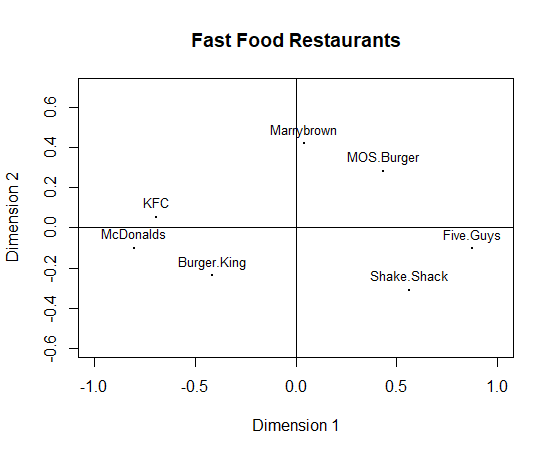 Fast Food Restaurants
Dimension 2
0.6
0.4
0.2
0.0
-0.2
-0.4
-0.6
Marrybrown
MOS.Burger
KFC
McDonalds
Five.Guys
Burger.King
Shake.Shack
-1.0 -0.5 0.0 0.5 1.0
Dimension 1